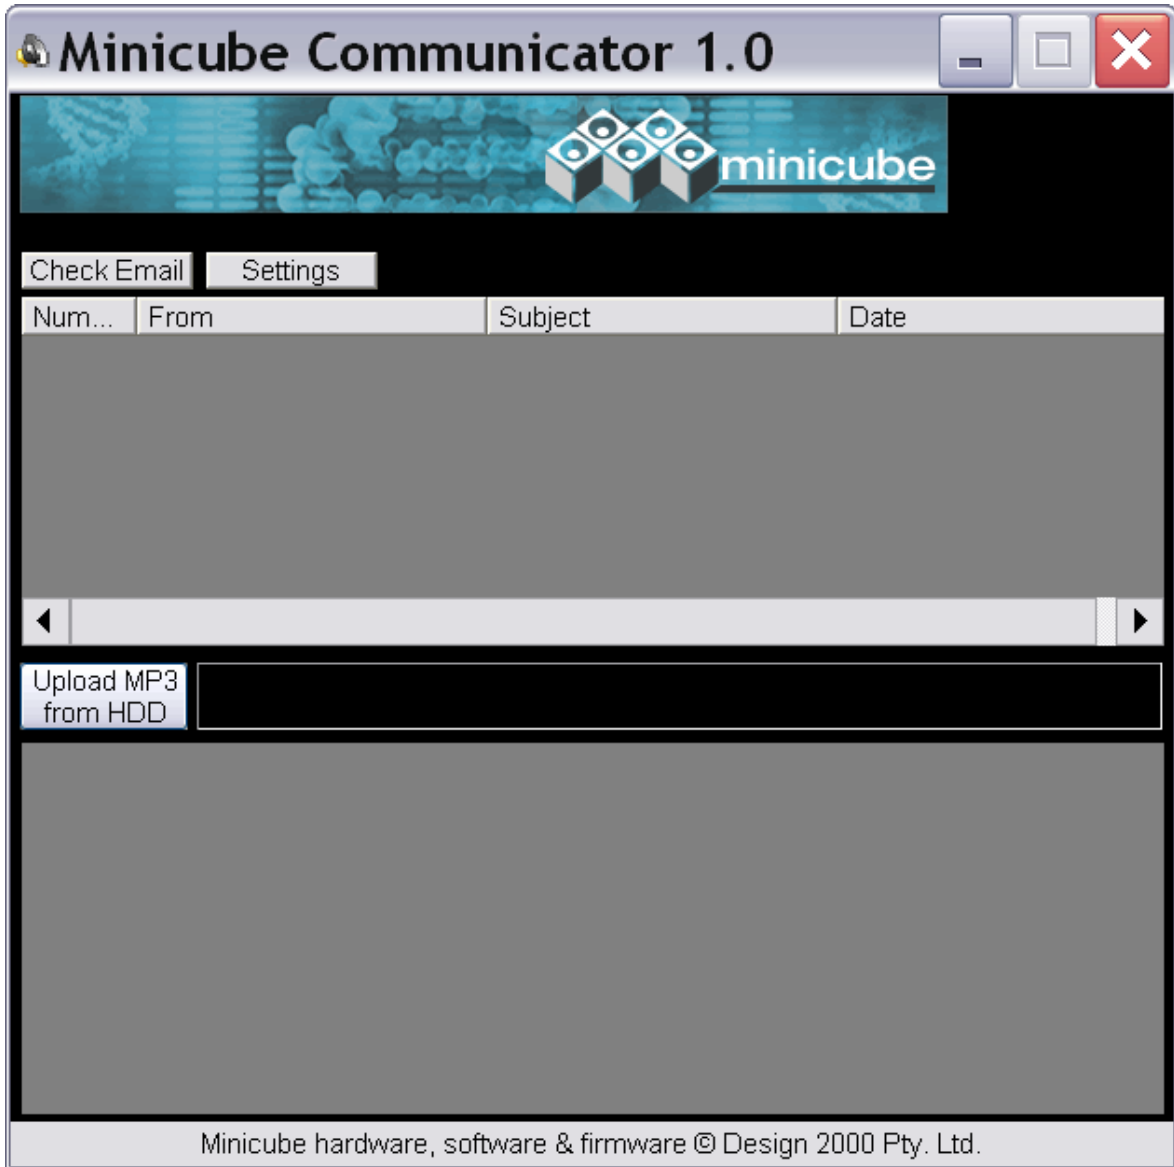 Minicube Communicator 1.0
minicube
Check Email Settings
Num... From Subject Date
Upload MP3
from HDD
Minicube hardware, software & firmware © Design 2000 Pty. Ltd.